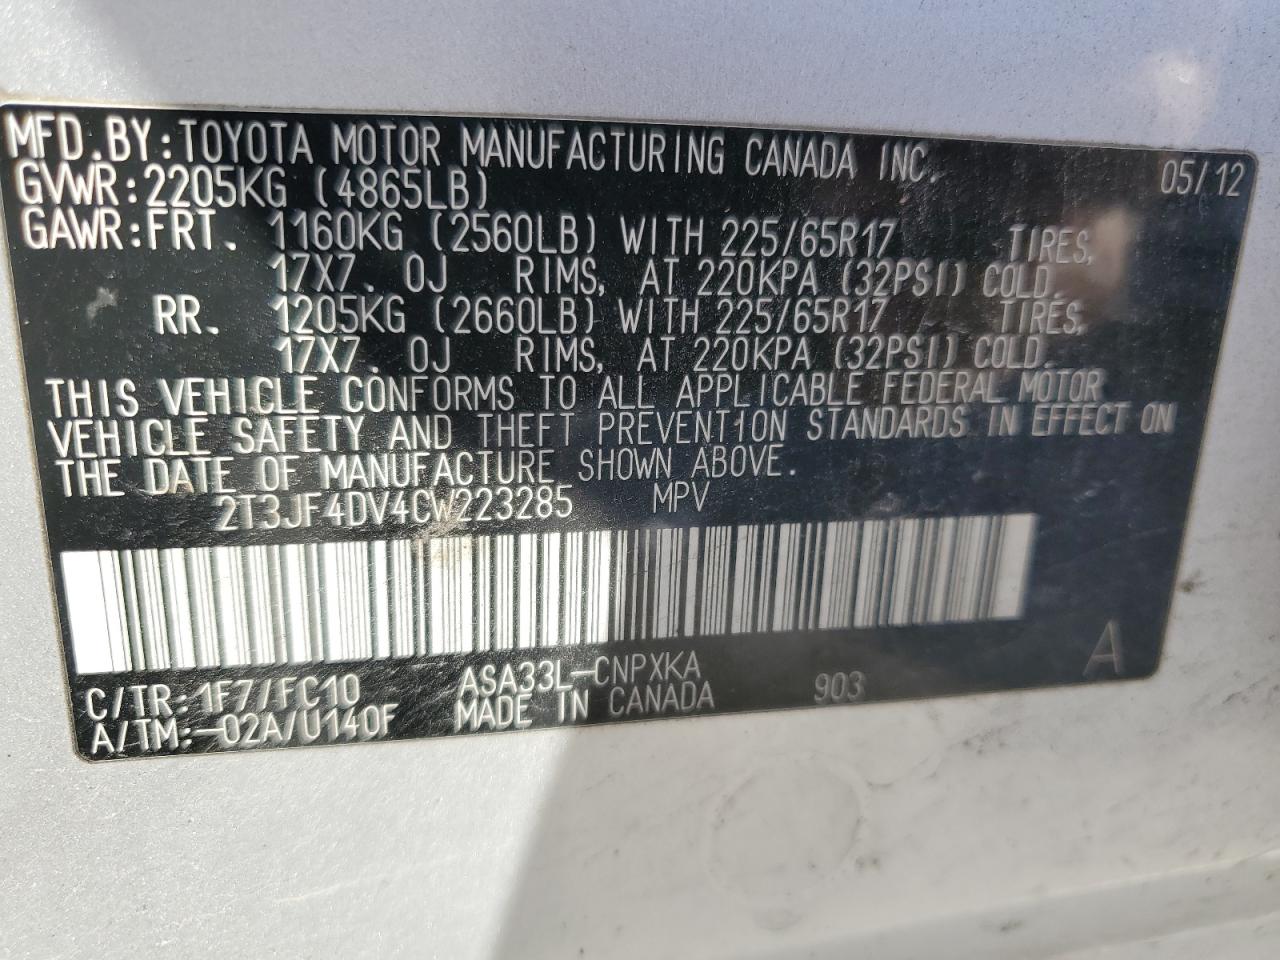 MFD.BY:TOYOTA MOTOR MANUFACTURING CANADA INC. 05/12
GVWR:2205KG (4865LB)
GAWR:FRT. 1160KG (2560LB) WITH 225/65R17 TIRES,
17X7.0J RIMS, AT 220KPA (32PSI) COLD.
RR. 1205KG (2660LB) WITH 225/65R17 TIRES,
17X7.0J RIMS, AT 220KPA (32PSI) COLD.
THIS VEHICLE CONFORMS TO ALL APPLICABLE FEDERAL MOTOR
VEHICLE SAFETY AND THEFT PREVENTION STANDARDS IN EFFECT ON
THE DATE OF MANUFACTURE SHOWN ABOVE.
2T3JF4DV4CW223285 MPV
A
C/TR:1F7/FC10 ASA33L-CNPXKA 903
A/TM:-02A/U140F MADE IN CANADA